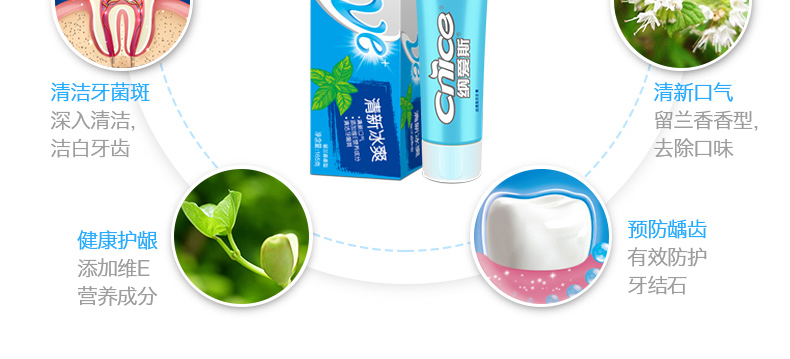 清洁牙菌斑
深入清洁,
洁白牙齿
清新口气
留兰香香型,
去除口味
健康护龈
添加维E
营养成分
预防龋齿
有效防护
牙结石
cnice
纳爱斯
清新冰爽